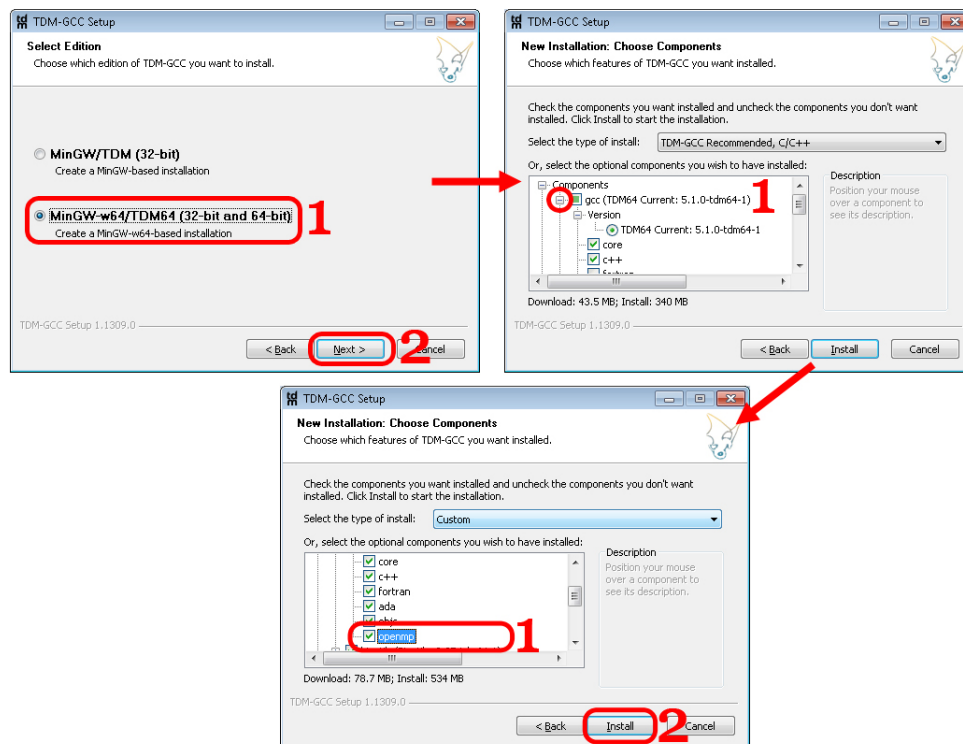 TDM-GCC Setup
Select Edition
Choose which edition of TDM-GCC you want to install.
MinGW/TDM (32-bit)
Create a MinGW-based installation
MinGW-w64/TDM64 (32-bit and 64-bit)
1
Create a MinGW-w64-based installation
TDM-GCC Setup 1.1309.0
< Back
Next >
2
Cancel
TDM-GCC Setup
New Installation: Choose Components
Choose which features of TDM-GCC you want installed.
Check the components you want installed and uncheck the components you don't want
installed. Click Install to start the installation.
Select the type of install:
TDM-GCC Recommended, C/C++
Or, select the optional components you wish to have installed:
Components
gcc (TDM64 Current: 5.1.0-tdm64-1)
1
Version
TDM64 Current: 5.1.0-tdm64-1
core
c++
fortran
Description
Position your mouse
over a component to
see its description.
Download: 43.5 MB; Install: 340 MB
TDM-GCC Setup 1.1309.0
< Back
Install
Cancel
TDM-GCC Setup
New Installation: Choose Components
Choose which features of TDM-GCC you want installed.
Check the components you want installed and uncheck the components you don't want
installed. Click Install to start the installation.
Select the type of install:
Custom
Or, select the optional components you wish to have installed:
core
c++
fortran
ada
objc
openmp
1
Description
Position your mouse
over a component to
see its description.
Download: 78.7 MB; Install: 534 MB
TDM-GCC Setup 1.1309.0
< Back
Install
2
Cancel